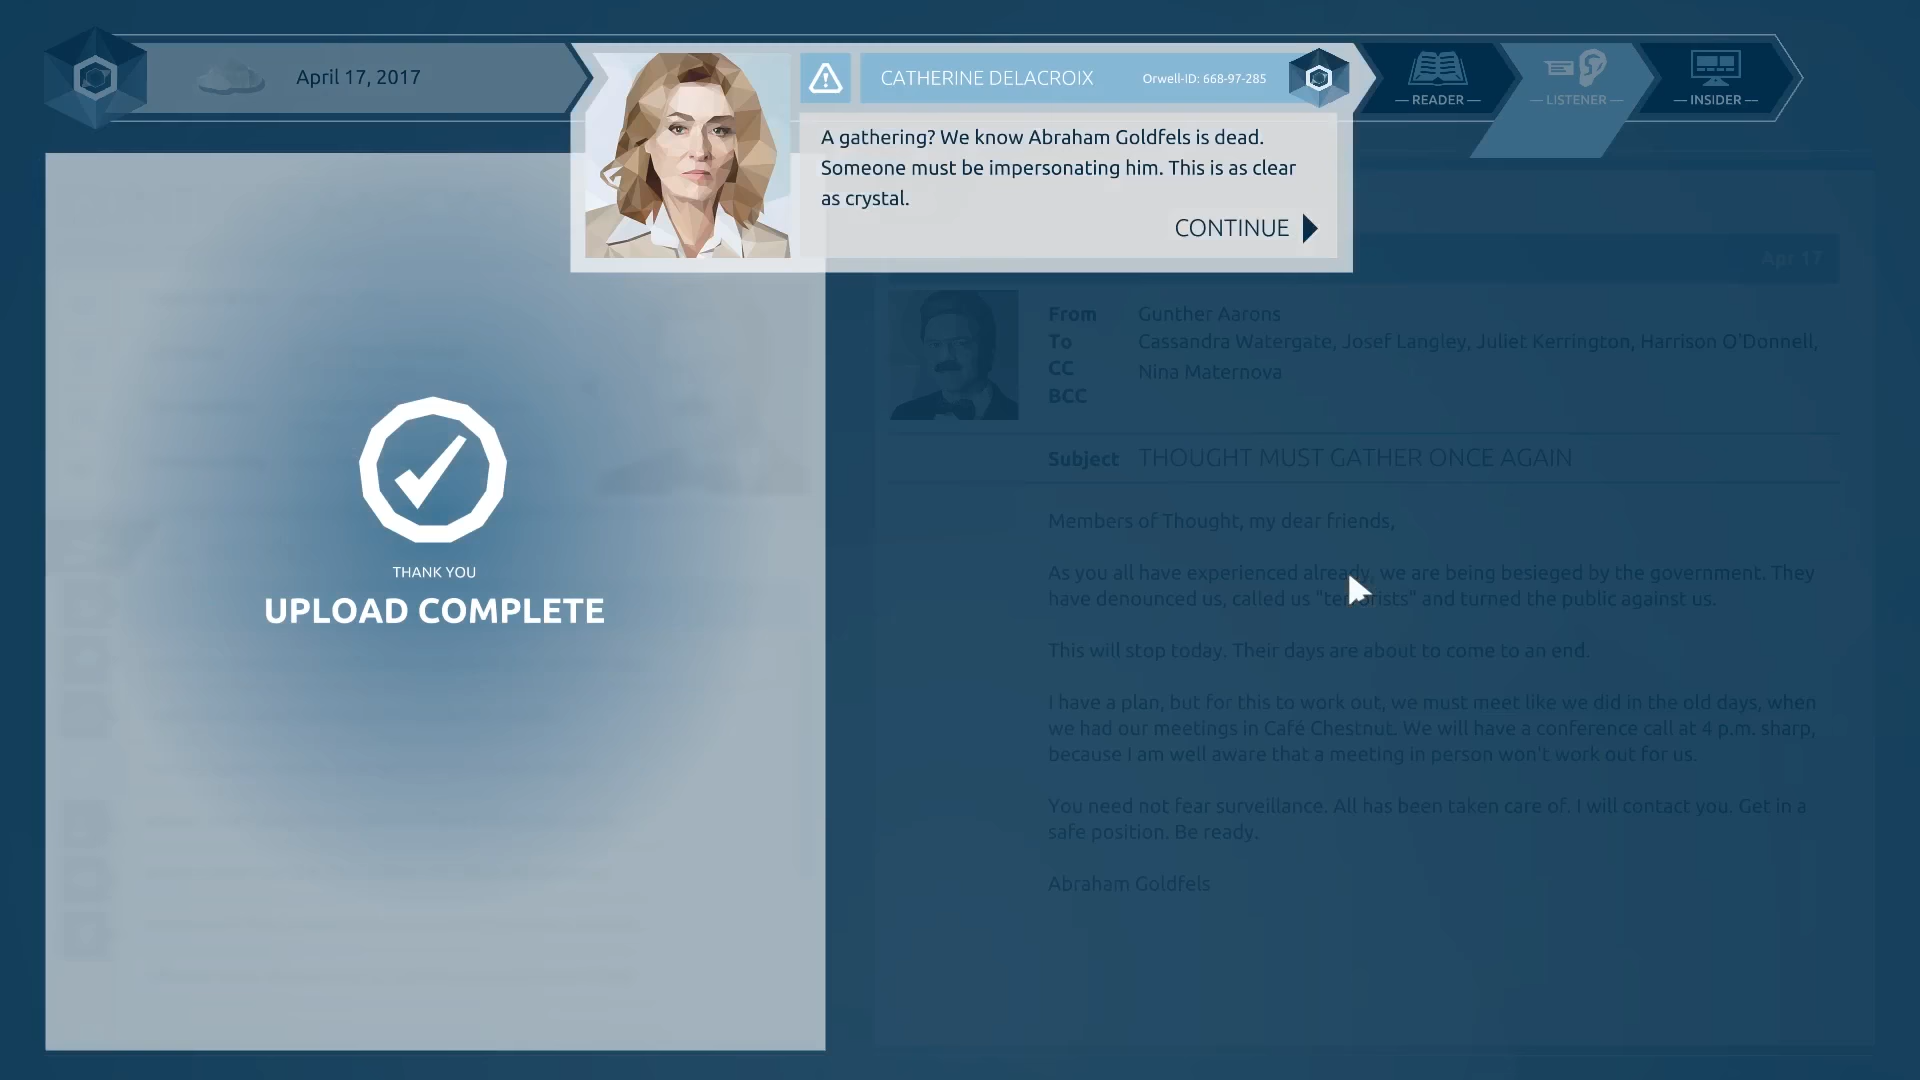 April 17, 2017
CATHERINE DELACROIX
Orwell-ID: 668-97-285
A gathering? We know Abraham Goldfels is dead.
Someone must be impersonating him. This is as clear
as crystal.
CONTINUE
READER
LISTENER
INSIDER
Apr 17
From Gunther Aarons
To Cassandra Watergate, Josef Langley, Juliet Kerrington, Harrison O'Donnell,
CC Nina Maternova
BCC
Subject THOUGHT MUST GATHER ONCE AGAIN
Members of Thought, my dear friends,
As you all have experienced already, we are being besieged by the government. They
have denounced us, called us "terrorists" and turned the public against us.
This will stop today. Their days are about to come to an end.
I have a plan, but for this to work out, we must meet like we did in the old days, when
we had our meetings in Café Chestnut. We will have a conference call at 4 p.m. sharp,
because I am well aware that a meeting in person won't work out for us.
You need not fear surveillance. All has been taken care of. I will contact you. Get in a
safe position. Be ready.
Abraham Goldfels
THANK YOU
UPLOAD COMPLETE